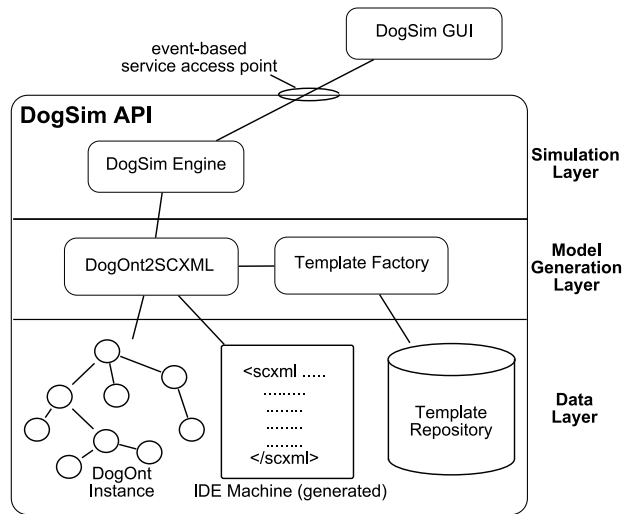 DogSim GUI
event-based
service access point
DogSim API
DogSim Engine
Simulation
Layer
DogOnt2SCXML
Template Factory
Model
Generation
Layer
<scxml .....
.........
.......
......
........
</scxml>
Template
Repository
Data
Layer
DogOnt
Instance
IDE Machine (generated)